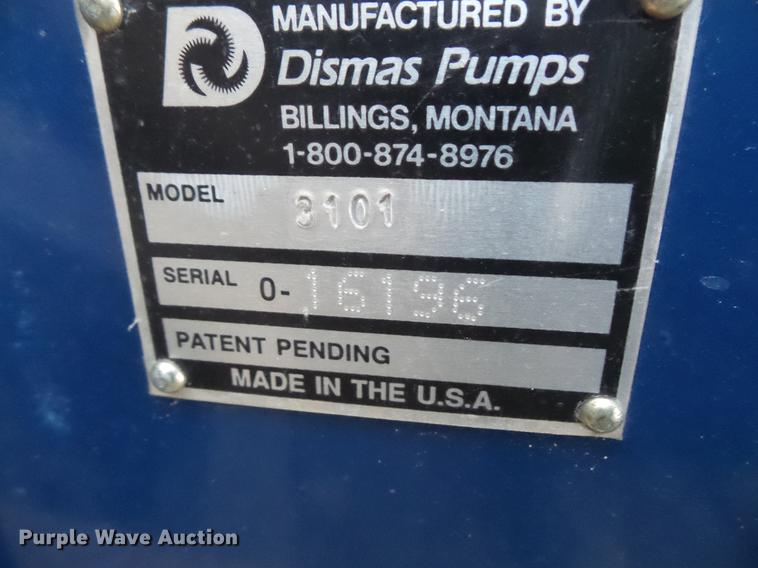 MANUFACTURED BY
Dismas Pumps
BILLINGS, MONTANA
1-800-874-8976
MODEL 3101
SERIAL 0-16196
PATENT PENDING
MADE IN THE U.S.A.
Purple Wave Auction